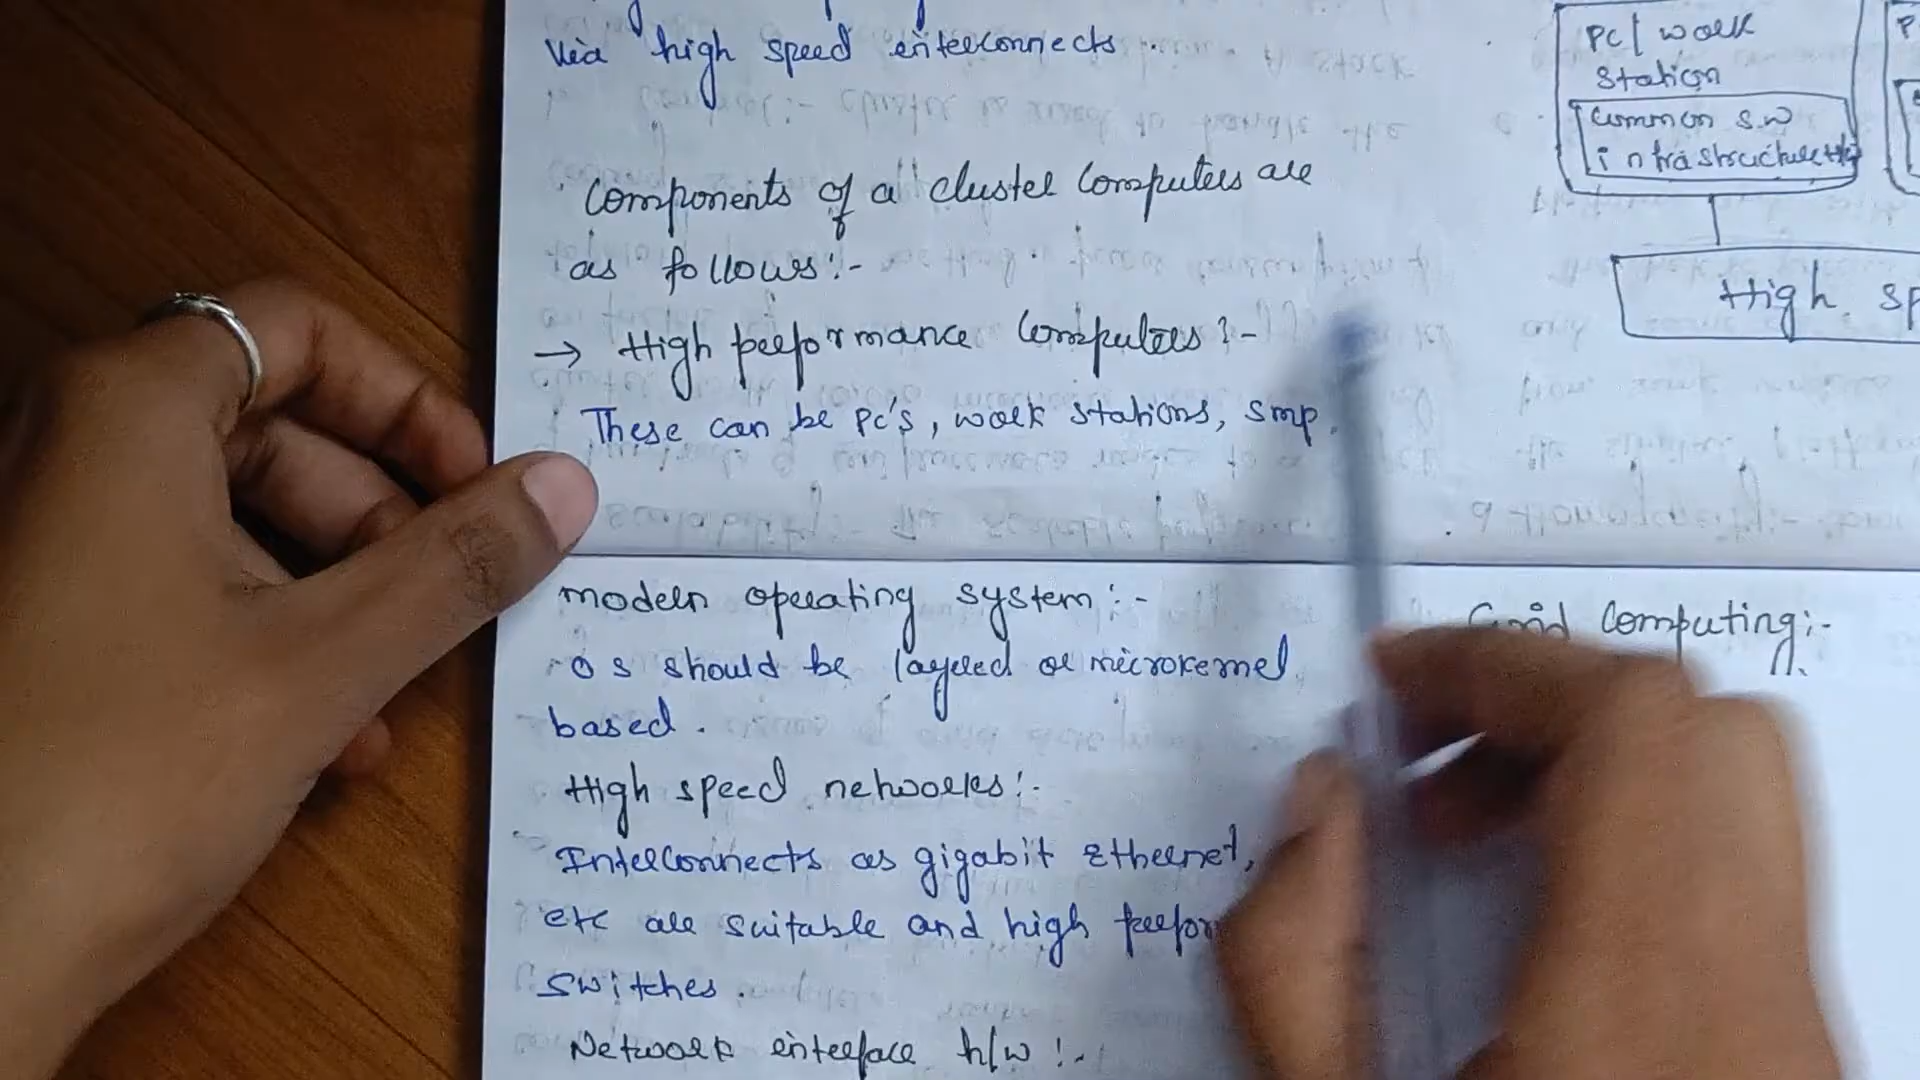 via high speed interconnects
Components of a cluster computers are
as follows:-
→ High performance computers:-
These can be PC's, work stations, smp.
modern operating system:-
OS should be layered or microkernel
based.
High speed networks:-
Interconnects as gigabit Ethernet,
etc are suitable and high perfor
switches.
Network interface h/w:-
PC/ work
station
common s.w
infrastructure
High sp
Grid Computing:-